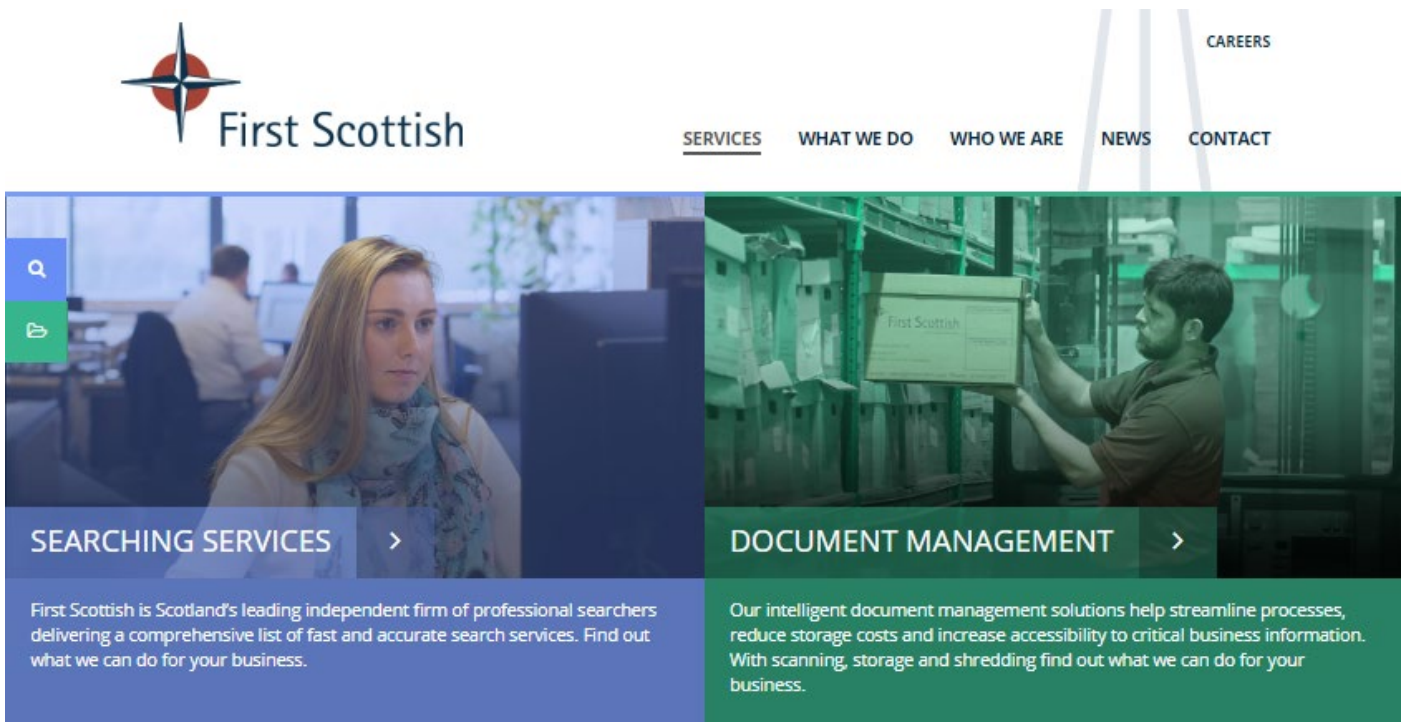 CAREERS
First Scottish
SERVICES WHAT WE DO WHO WE ARE NEWS CONTACT
First Scottish
SEARCHING SERVICES
First Scottish is Scotland's leading independent firm of professional searchers
delivering a comprehensive list of fast and accurate search services. Find out
what we can do for your business.
DOCUMENT MANAGEMENT
Our intelligent document management solutions help streamline processes,
reduce storage costs and increase accessibility to critical business information.
With scanning, storage and shredding find out what we can do for your
business.